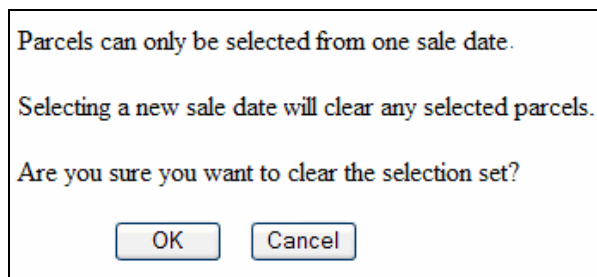 Parcels can only be selected from one sale date.
Selecting a new sale date will clear any selected parcels.
Are you sure you want to clear the selection set?
OK Cancel